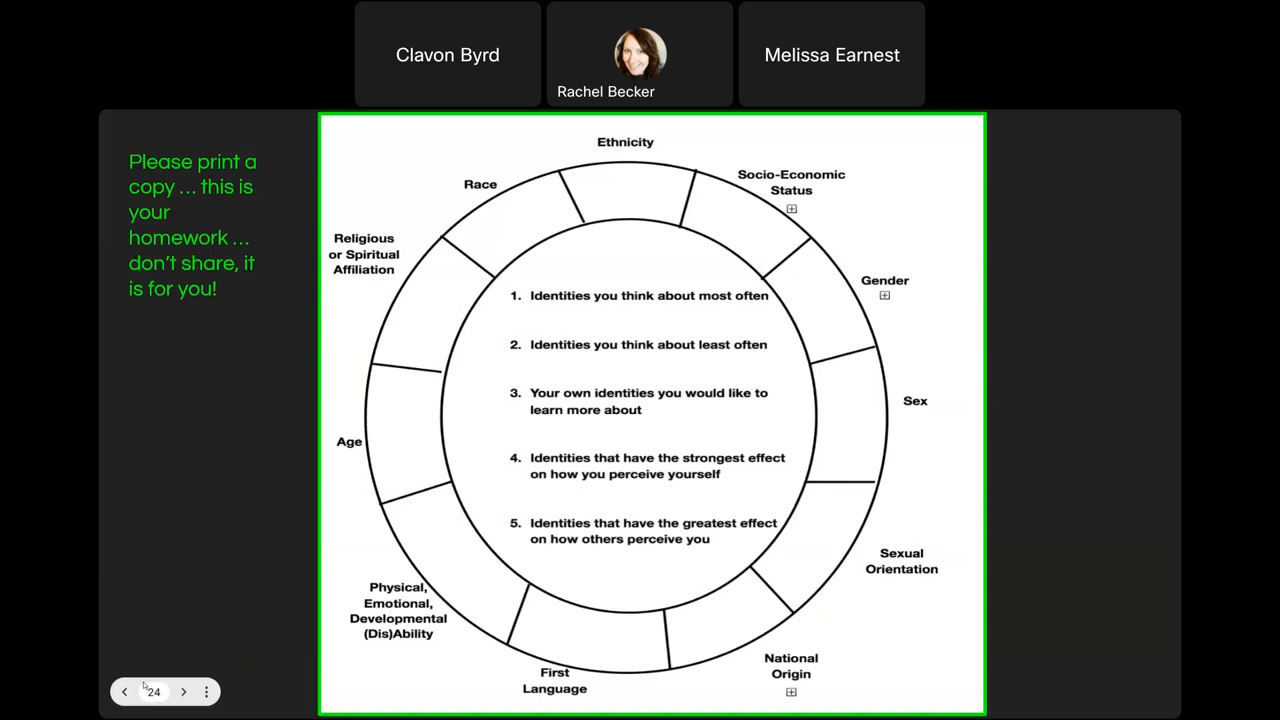 Clavon Byrd
Rachel Becker
Melissa Earnest
Please print a
copy ... this is
your
homework ...
don't share, it
is for you!
Ethnicity
Socio-Economic
Status
Race
Religious
or Spiritual
Affiliation
Gender
1. Identities you think about most often
2. Identities you think about least often
3. Your own identities you would like to
learn more about
4. Identities that have the strongest effect
on how you perceive yourself
5. Identities that have the greatest effect
on how others perceive you
Sex
Age
Sexual
Orientation
Physical,
Emotional,
Developmental
(Dis)Ability
First
Language
National
Origin
24